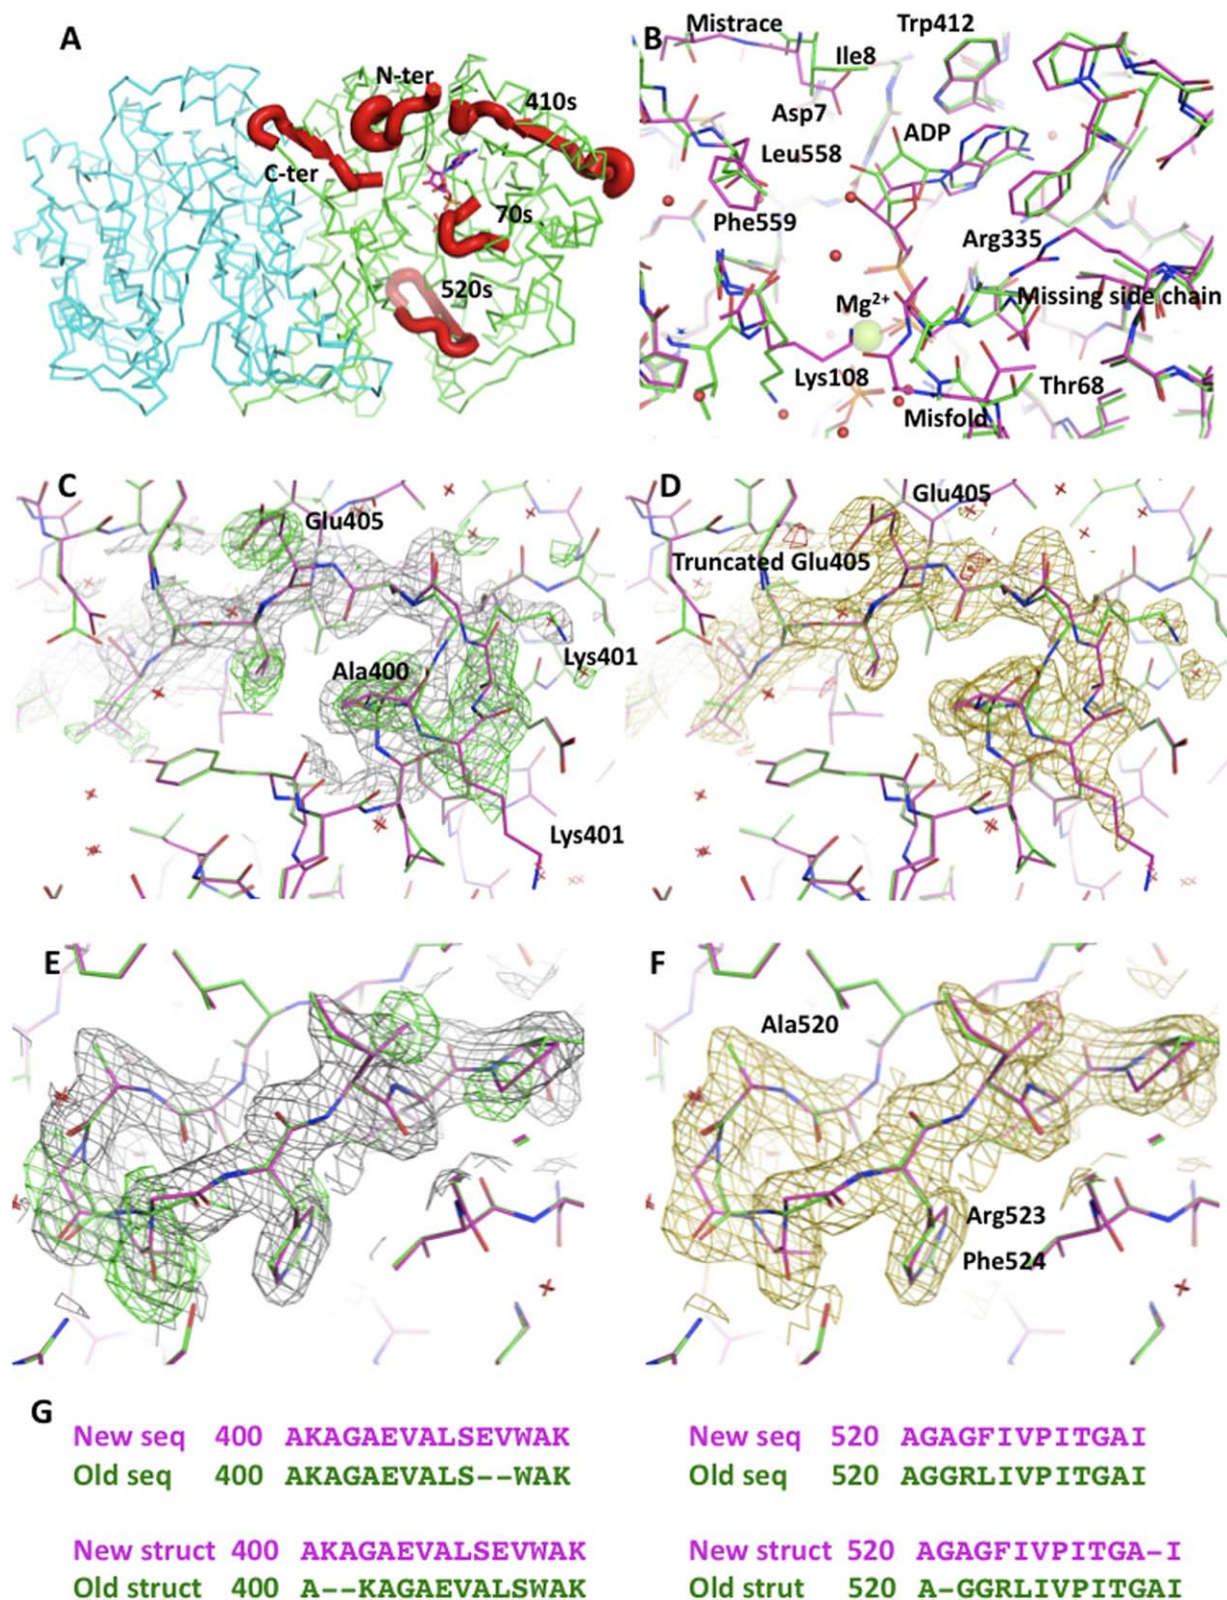 A
N-ter
410s
C-ter
70s
520s
B
Mistrace
Trp412
Ile8
Asp7
ADP
Leu558
Phe559
Arg335
Mg2+
Missing side chain
Lys108
Thr68
Misfold
C
Glu405
Ala400
Lys401
Lys401
D
Glu405
Truncated Glu405
E
F
Ala520
Arg523
Phe524
G
New seq 400 AKAGAEVALSEVWAK
Old seq 400 AKAGAEVALS--WAK
New struct 400 AKAGAEVALSEVWAK
Old struct 400 A--KAGAEVALSWAK
New seq 520 AGAGFIVPITGAI
Old seq 520 AGGRLIVPITGAI
New struct 520 AGAGFIVPITGA-I
Old strut 520 A-GGRLIVPITGAI